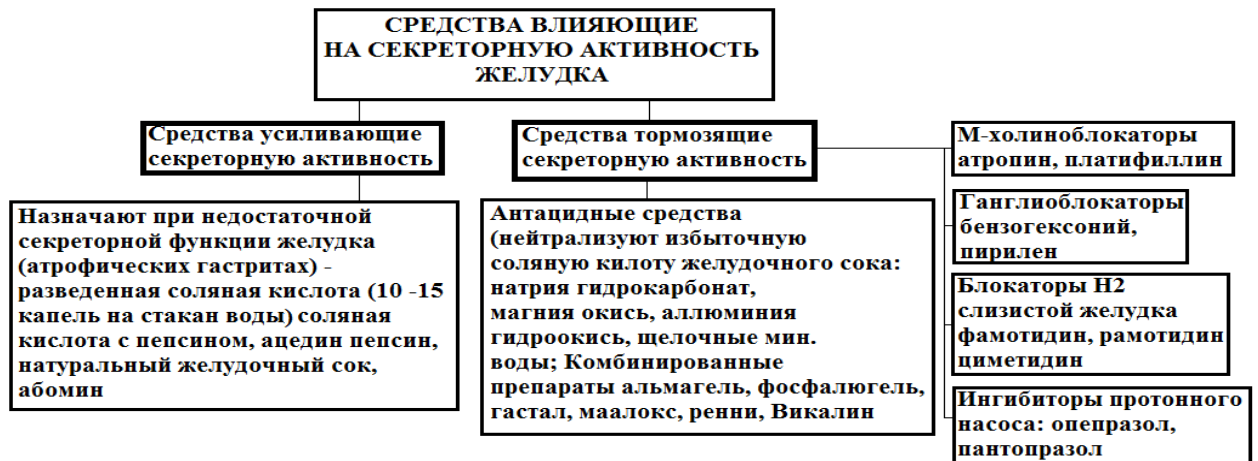 СРЕДСТВА ВЛИЯЮЩИЕ
НА СЕКРЕТОРНУЮ АКТИВНОСТЬ
ЖЕЛУДКА
Средства усиливающие
секреторную активность
Назначают при недостаточной
секреторной функции желудка
(атрофических гастритах) -
разведенная соляная кислота (10 -15
капель на стакан воды) соляная
кислота с пепсином, ацедин пепсин,
натуральный желудочный сок,
абомин
Средства тормозящие
секреторную активность
Антацидные средства
(нейтрализуют избыточную
соляную килоту желудочного сока:
натрия гидрокарбонат,
магния окись, аллюминия
гидроокись, щелочные мин.
воды; Комбинированные
препараты альмагель, фосфалюгель,
гастал, маалокс, ренни, Викалин
М-холиноблокаторы
атропин, платифиллин
Ганглиоблокаторы
бензогексоний,
пирилен
Блокаторы Н2
слизистой желудка
фамотидин, рамотидин
циметидин
Ингибиторы протонного
насоса: опепразол,
пантопразол